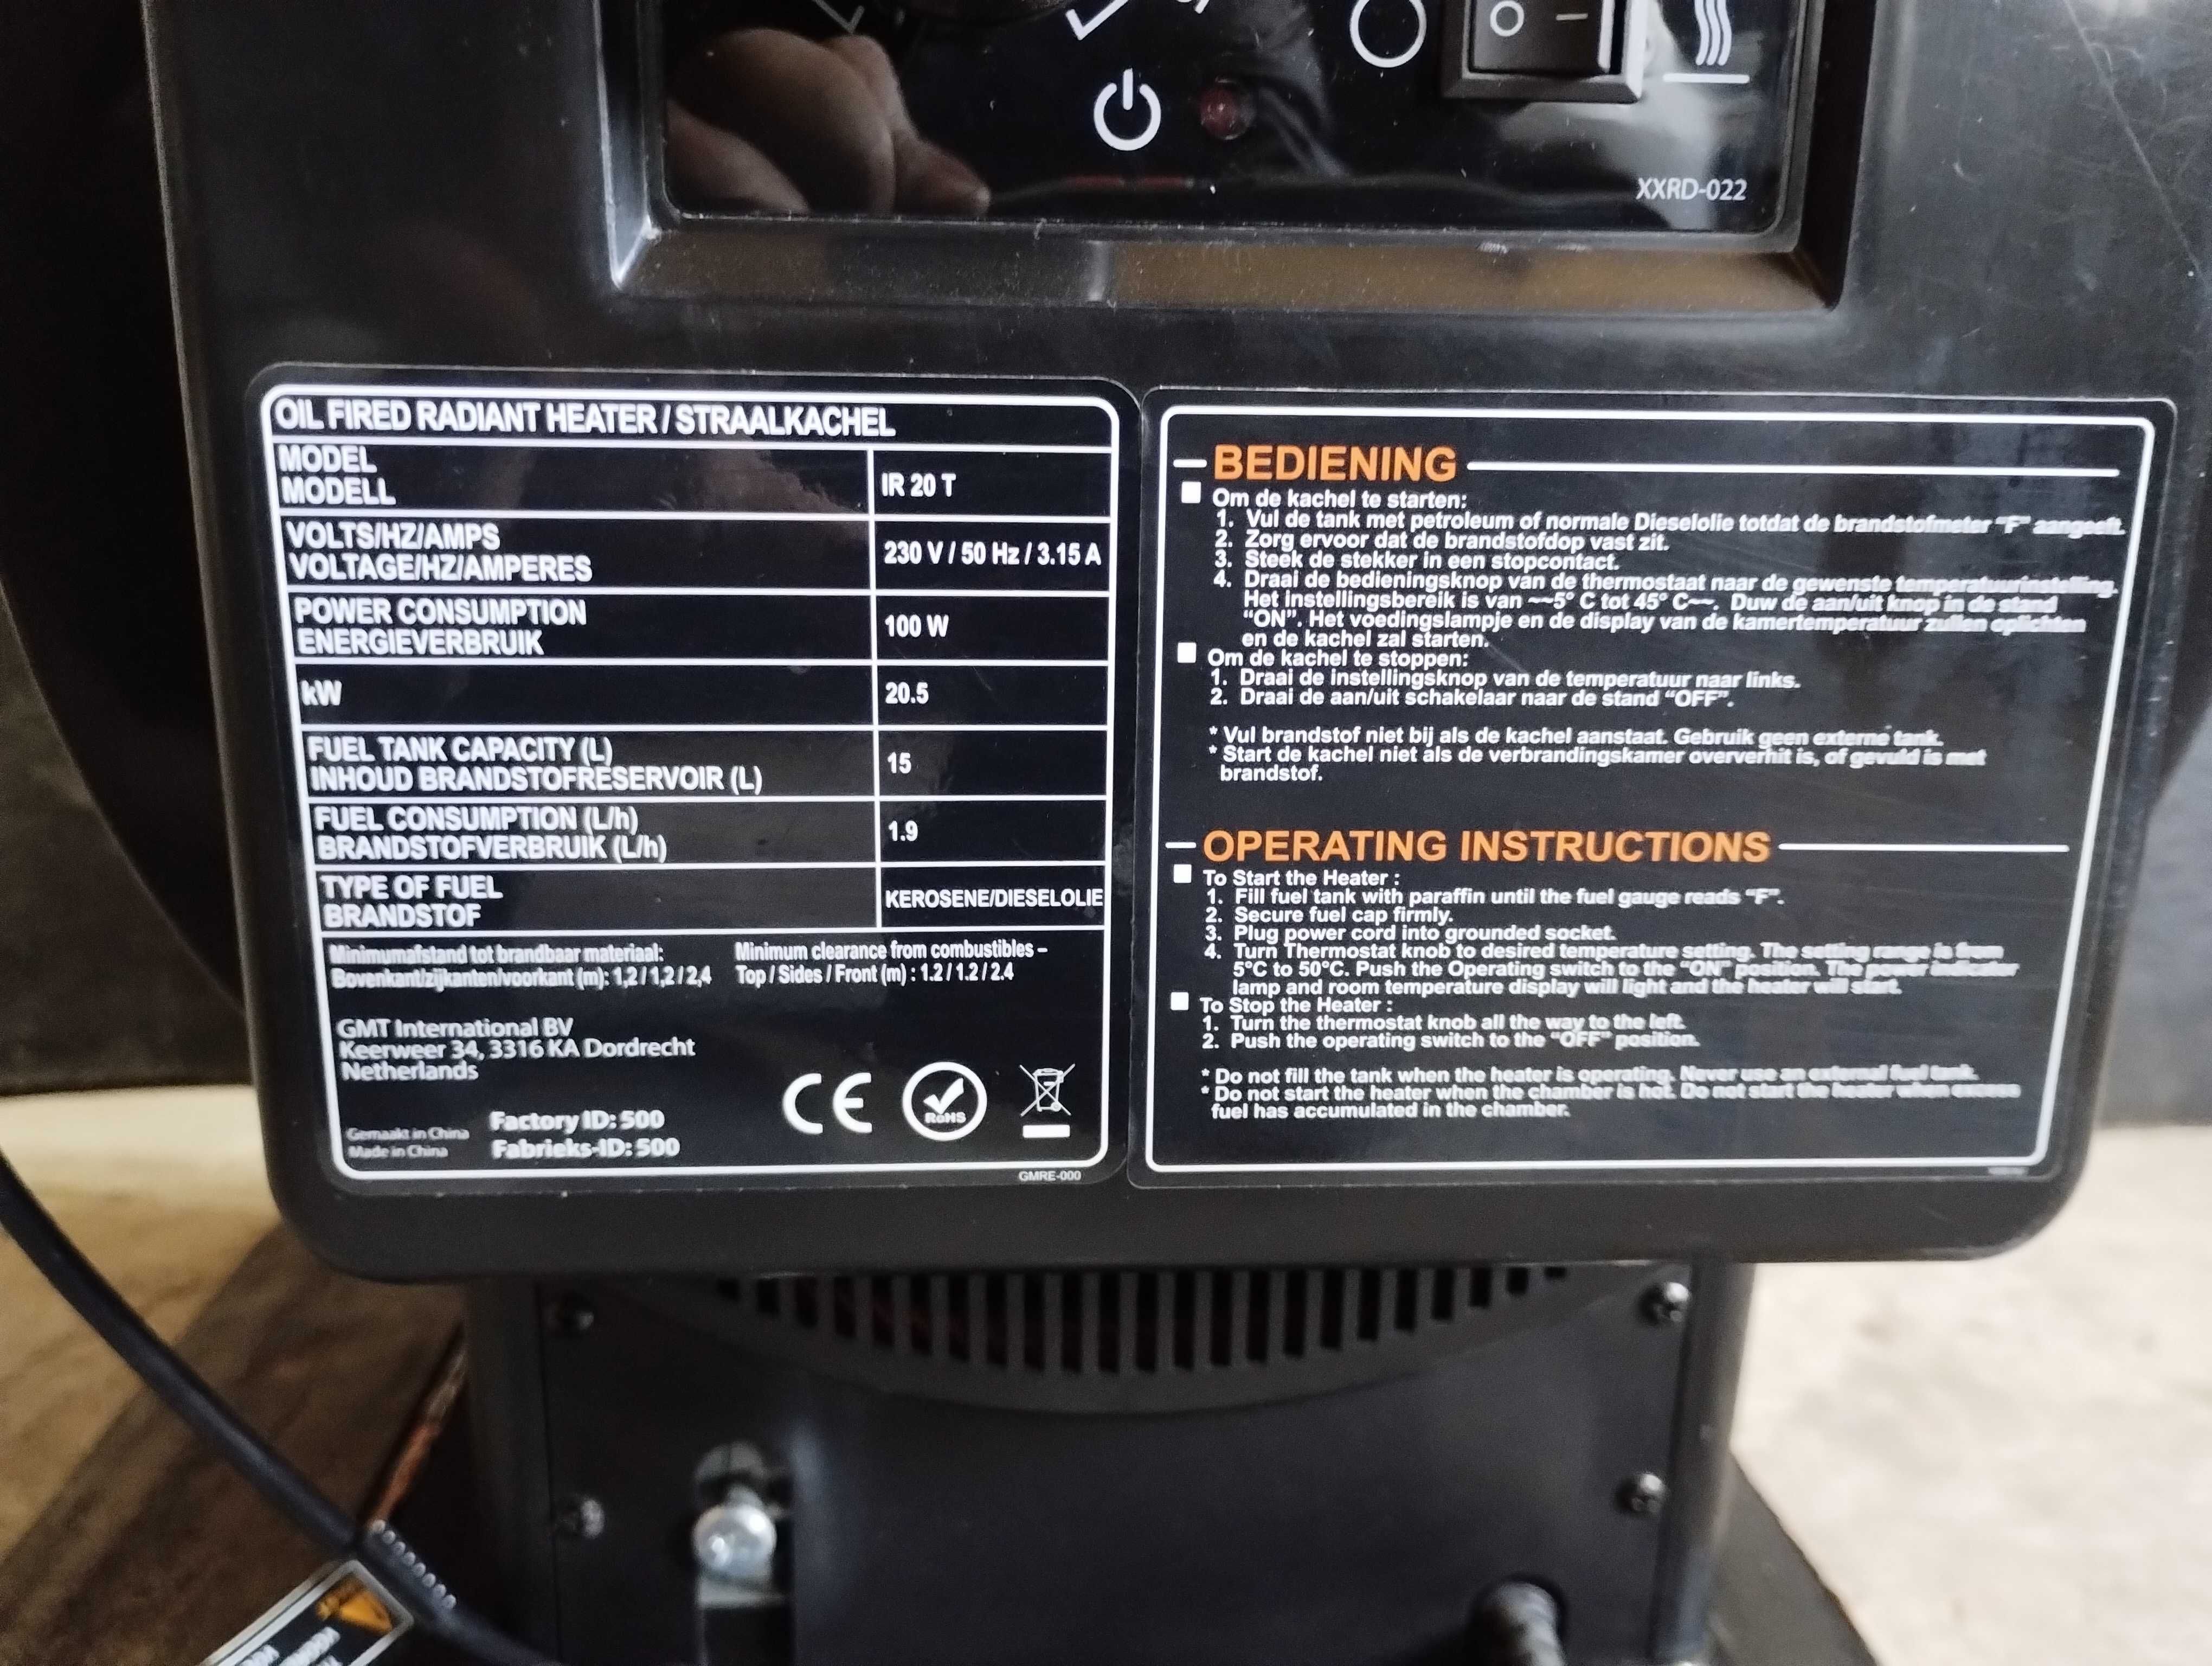 XXRD-022
OIL FIRED RADIANT HEATER / STRAALKACHEL
MODEL
MODELL
IR 20 T
VOLTS/HZ/AMPS
VOLTAGE/HZ/AMPERES
230 V / 50 Hz / 3.15 A
POWER CONSUMPTION
ENERGIEVERBRUIK
100 W
kW
20.5
FUEL TANK CAPACITY (L)
INHOUD BRANDSTOFRESERVOIR (L)
15
FUEL CONSUMPTION (L/h)
BRANDSTOFVERBRUIK (L/h)
1.9
TYPE OF FUEL
BRANDSTOF
KEROSENE/DIESELOLIE
Minimumafstand tot brandbaar materiaal:
Bovenkant/zijkanten/voorkant (m): 1,2 / 1,2 / 2,4
Minimum clearance from combustibles –
Top / Sides / Front (m) : 1.2 / 1.2 / 2.4
GMT International BV
Keerweer 34, 3316 KA Dordrecht
Netherlands
Gemaakt in China
Made in China
Factory ID: 500
Fabrieks-ID: 500
CE
RoHS
GMRE-000
BEDIENING
Om de kachel te starten:
1. Vul de tank met petroleum of normale Dieselolie totdat de brandstofmeter "F" aangeeft.
2. Zorg ervoor dat de brandstofdop vast zit.
3. Steek de stekker in een stopcontact.
4. Draai de bedieningsknop van de thermostaat naar de gewenste temperatuurinstelling.
Het instellingsbereik is van ~~5° C tot 45° C~~. Duw de aan/uit knop in de stand
"ON". Het voedingslampje en de display van de kamertemperatuur zullen oplichten
en de kachel zal starten.
Om de kachel te stoppen:
1. Draai de instellingsknop van de temperatuur naar links.
2. Draai de aan/uit schakelaar naar de stand "OFF".
* Vul brandstof niet bij als de kachel aanstaat. Gebruik geen externe tank.
* Start de kachel niet als de verbrandingskamer oververhit is, of gevuld is met
brandstof.
OPERATING INSTRUCTIONS
To Start the Heater :
1. Fill fuel tank with paraffin until the fuel gauge reads "F".
2. Secure fuel cap firmly.
3. Plug power cord into grounded socket.
4. Turn Thermostat knob to desired temperature setting. The setting range is from
5°C to 50°C. Push the Operating switch to the "ON" position. The power indicator
lamp and room temperature display will light and the heater will start.
To Stop the Heater :
1. Turn the thermostat knob all the way to the left.
2. Push the operating switch to the "OFF" position.
* Do not fill the tank when the heater is operating. Never use an external fuel tank.
* Do not start the heater when the chamber is hot. Do not start the heater when excess
fuel has accumulated in the chamber.